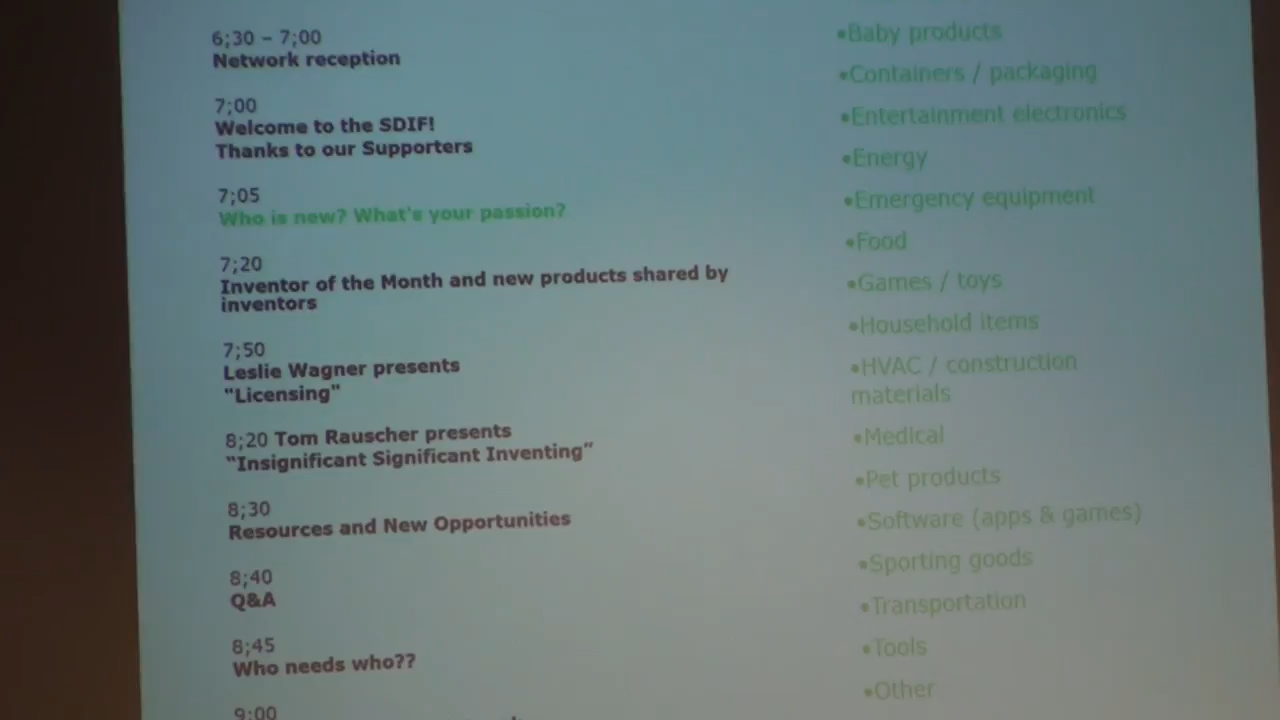 6;30 – 7;00
Network reception
7;00
Welcome to the SDIF!
Thanks to our Supporters
7;05
Who is new? What's your passion?
7;20
Inventor of the Month and new products shared by
inventors
7;50
Leslie Wagner presents
"Licensing"
8;20 Tom Rauscher presents
“Insignificant Significant Inventing”
8;30
Resources and New Opportunities
8;40
Q&A
8;45
Who needs who??
9:00
•Baby products
•Containers / packaging
•Entertainment electronics
•Energy
•Emergency equipment
•Food
•Games / toys
•Household items
•HVAC / construction
materials
•Medical
•Pet products
•Software (apps & games)
•Sporting goods
•Transportation
•Tools
•Other